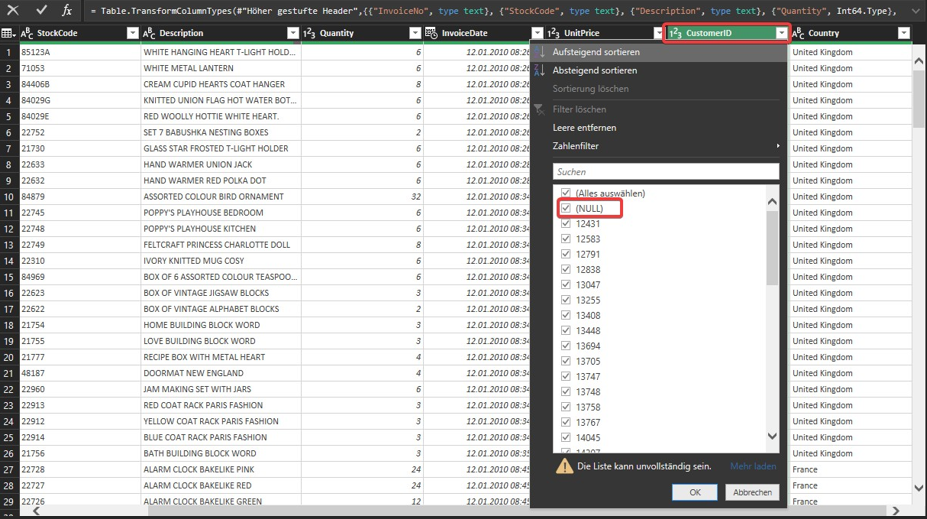 = Table.TransformColumnTypes(#"Höher gestufte Header",{{"InvoiceNo", type text}, {"StockCode", type text}, {"Description", type text}, {"Quantity", Int64.Type},
StockCode Description Quantity InvoiceDate UnitPrice CustomerID Country
1 85123A WHITE HANGING HEART T-LIGHT HOLD... 6 12.01.2010 08:26 United Kingdom
2 71053 WHITE METAL LANTERN 6 12.01.2010 08:26 United Kingdom
3 84406B CREAM CUPID HEARTS COAT HANGER 8 12.01.2010 08:26 United Kingdom
4 84029G KNITTED UNION FLAG HOT WATER BOT... 6 12.01.2010 08:26 United Kingdom
5 84029E RED WOOLLY HOTTIE WHITE HEART. 6 12.01.2010 08:26 United Kingdom
6 22752 SET 7 BABUSHKA NESTING BOXES 2 12.01.2010 08:26 United Kingdom
7 21730 GLASS STAR FROSTED T-LIGHT HOLDER 6 12.01.2010 08:26 United Kingdom
8 22633 HAND WARMER UNION JACK 6 12.01.2010 08:28 United Kingdom
9 22632 HAND WARMER RED POLKA DOT 6 12.01.2010 08:28 United Kingdom
10 84879 ASSORTED COLOUR BIRD ORNAMENT 32 12.01.2010 08:34 United Kingdom
11 22745 POPPY'S PLAYHOUSE BEDROOM 6 12.01.2010 08:34 United Kingdom
12 22748 POPPY'S PLAYHOUSE KITCHEN 6 12.01.2010 08:34 United Kingdom
13 22749 FELTCRAFT PRINCESS CHARLOTTE DOLL 8 12.01.2010 08:34 United Kingdom
14 22310 IVORY KNITTED MUG COSY 6 12.01.2010 08:34 United Kingdom
15 84969 BOX OF 6 ASSORTED COLOUR TEASPOO... 6 12.01.2010 08:34 United Kingdom
16 22623 BOX OF VINTAGE JIGSAW BLOCKS 3 12.01.2010 08:34 United Kingdom
17 22622 BOX OF VINTAGE ALPHABET BLOCKS 2 12.01.2010 08:34 United Kingdom
18 21754 HOME BUILDING BLOCK WORD 3 12.01.2010 08:34 United Kingdom
19 21755 LOVE BUILDING BLOCK WORD 3 12.01.2010 08:34 United Kingdom
20 21777 RECIPE BOX WITH METAL HEART 4 12.01.2010 08:34 United Kingdom
21 48187 DOORMAT NEW ENGLAND 4 12.01.2010 08:34 United Kingdom
22 22960 JAM MAKING SET WITH JARS 6 12.01.2010 08:34 United Kingdom
23 22913 RED COAT RACK PARIS FASHION 3 12.01.2010 08:34 United Kingdom
24 22912 YELLOW COAT RACK PARIS FASHION 3 12.01.2010 08:34 United Kingdom
25 22914 BLUE COAT RACK PARIS FASHION 3 12.01.2010 08:34 United Kingdom
26 21756 BATH BUILDING BLOCK WORD 3 12.01.2010 08:35 United Kingdom
27 22728 ALARM CLOCK BAKELIKE PINK 24 12.01.2010 08:45 France
28 22727 ALARM CLOCK BAKELIKE RED 24 12.01.2010 08:45 France
29 22726 ALARM CLOCK BAKELIKE GREEN 12 12.01.2010 08:45 France
Aufsteigend sortieren
Absteigend sortieren
Sortierung löschen
Filter löschen
Leere entfernen
Zahlenfilter
Suchen
(Alles auswählen)
(NULL)
12431
12583
12791
12838
13047
13255
13408
13448
13694
13705
13747
13748
13758
13767
14045
Die Liste kann unvollständig sein. Mehr laden
OK Abbrechen